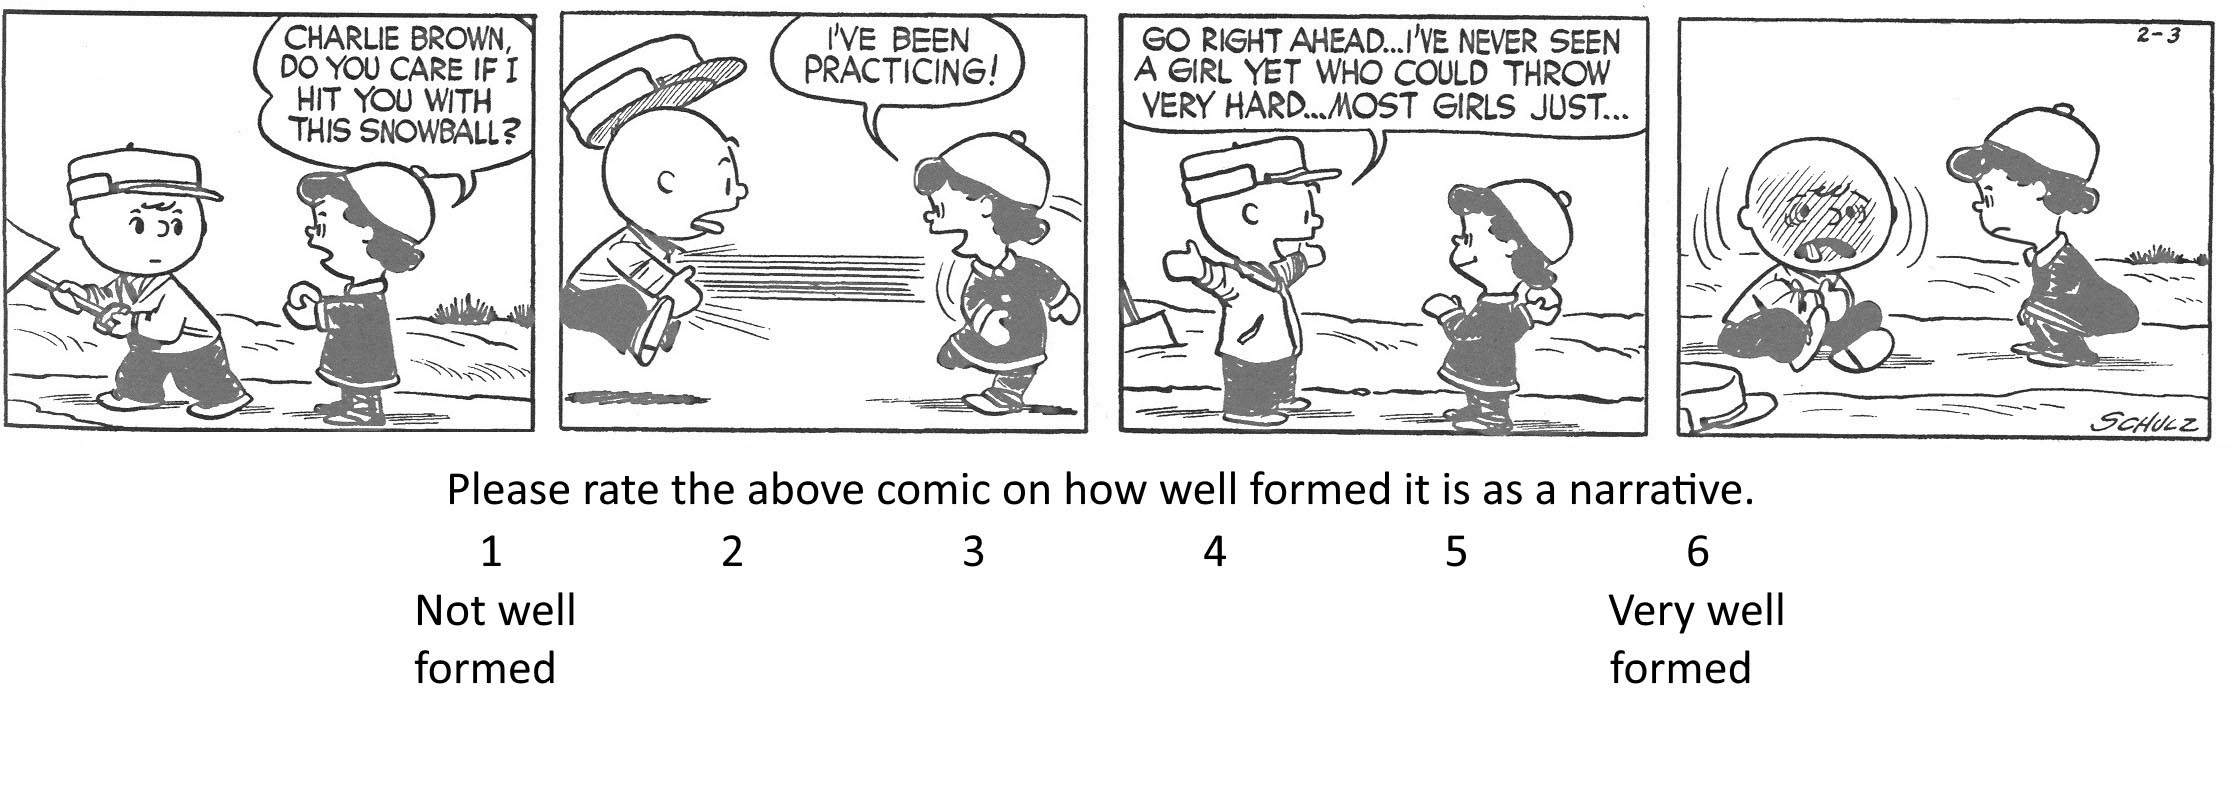 CHARLIE BROWN,
DO YOU CARE IF I
HIT YOU WITH
THIS SNOWBALL?
I'VE BEEN
PRACTICING!
GO RIGHT AHEAD...I'VE NEVER SEEN
A GIRL YET WHO COULD THROW
VERY HARD...MOST GIRLS JUST...
2-3
SCHULZ
Please rate the above comic on how well formed it is as a narrative.
1 2 3 4 5 6
Not well
formed
Very well
formed